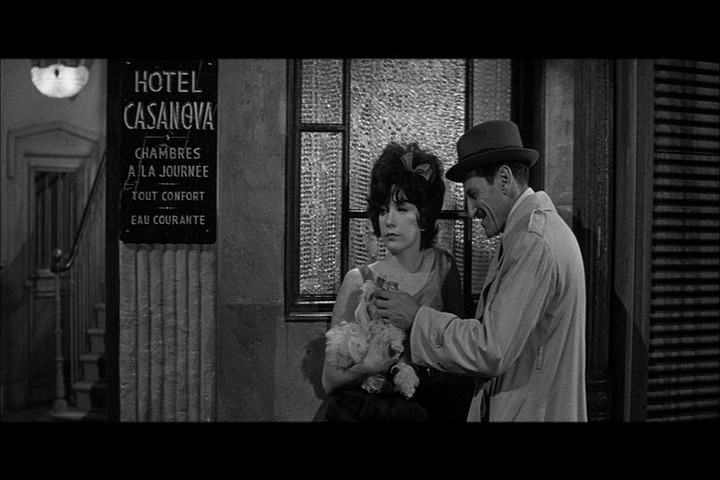 HOTEL
CASANOVA
CHAMBRES
A LA JOURNEE
TOUT CONFORT
EAU COURANTE